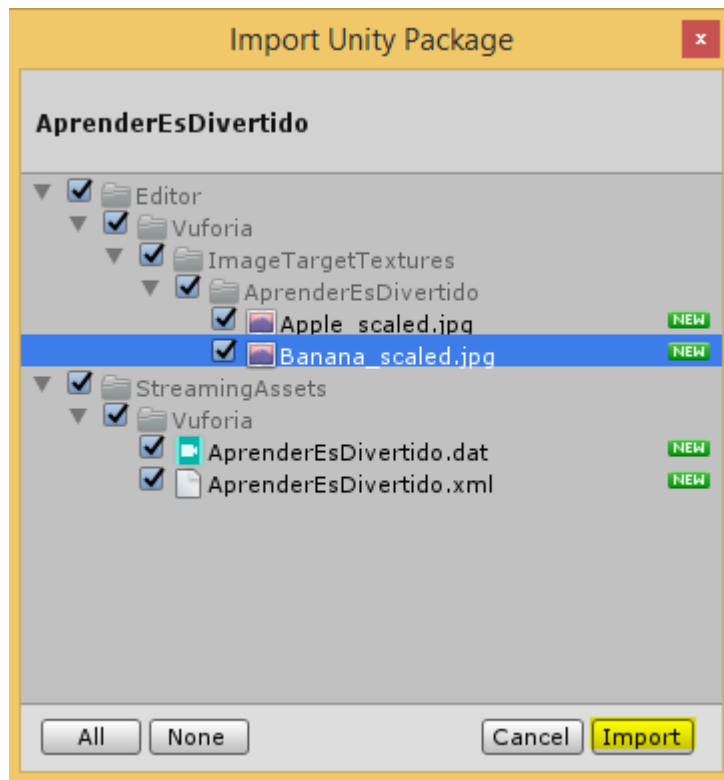 Import Unity Package
x
AprenderEsDivertido
Editor
Vuforia
ImageTargetTextures
AprenderEsDivertido
Apple_scaled.jpg NEW
Banana_scaled.jpg NEW
StreamingAssets
Vuforia
AprenderEsDivertido.dat NEW
AprenderEsDivertido.xml NEW
All None Cancel Import